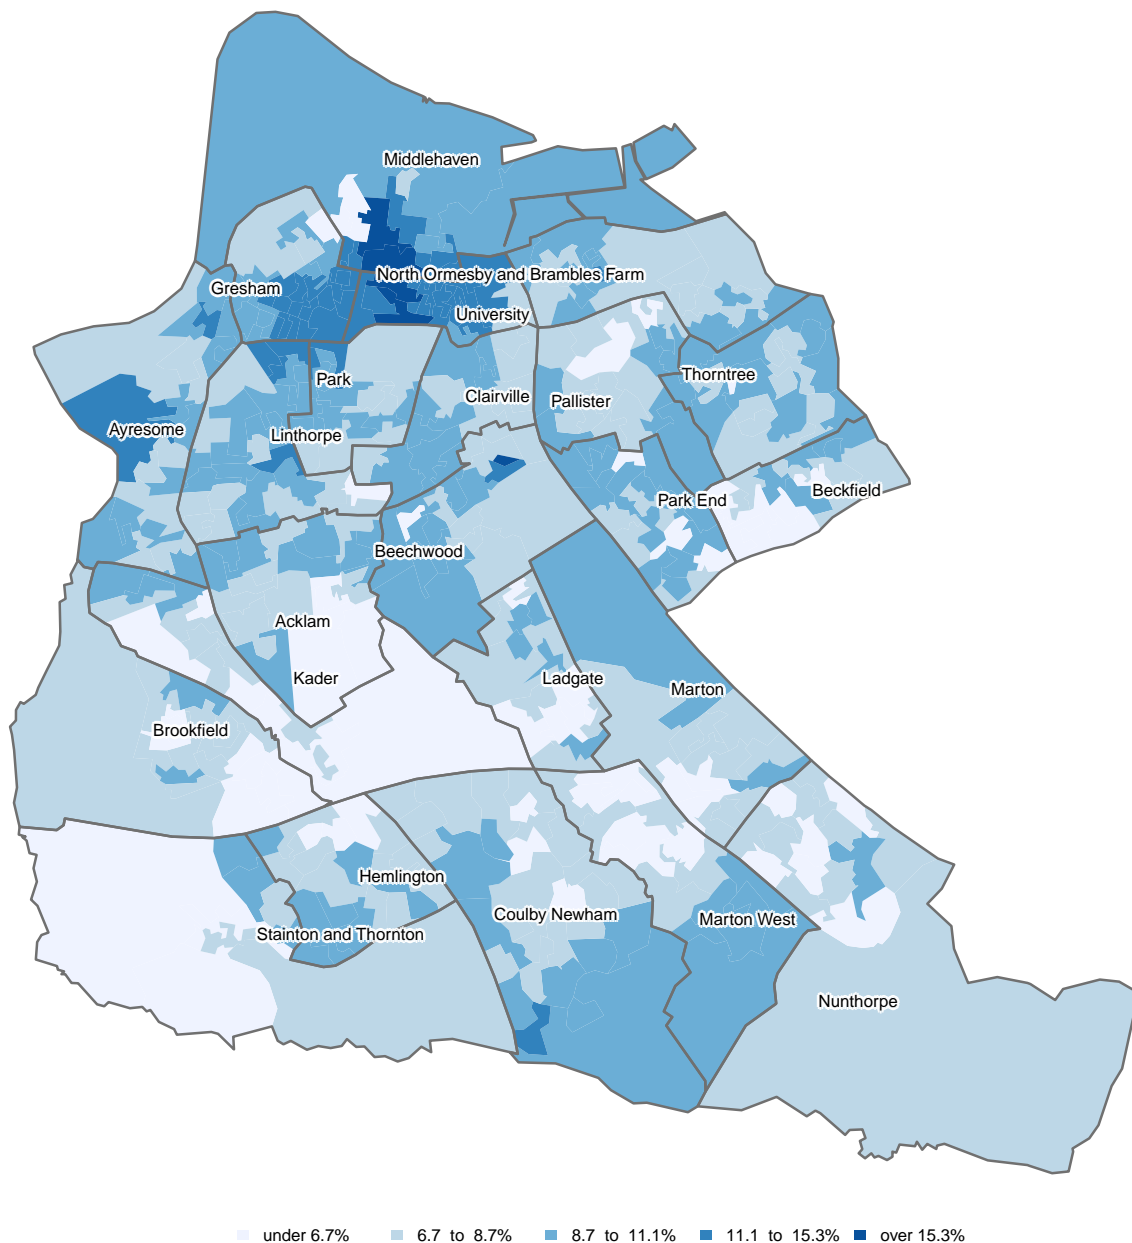 Middlehaven
North Ormesby and Brambles Farm
Gresham
University
Park
Thorntree
Clairville
Pallister
Ayresome
Linthorpe
Beckfield
Park End
Beechwood
Acklam
Kader
Ladgate
Marton
Brookfield
Hemlington
Coulby Newham
Marton West
Stainton and Thornton
Nunthorpe
under 6.7% 6.7 to 8.7% 8.7 to 11.1% 11.1 to 15.3% over 15.3%